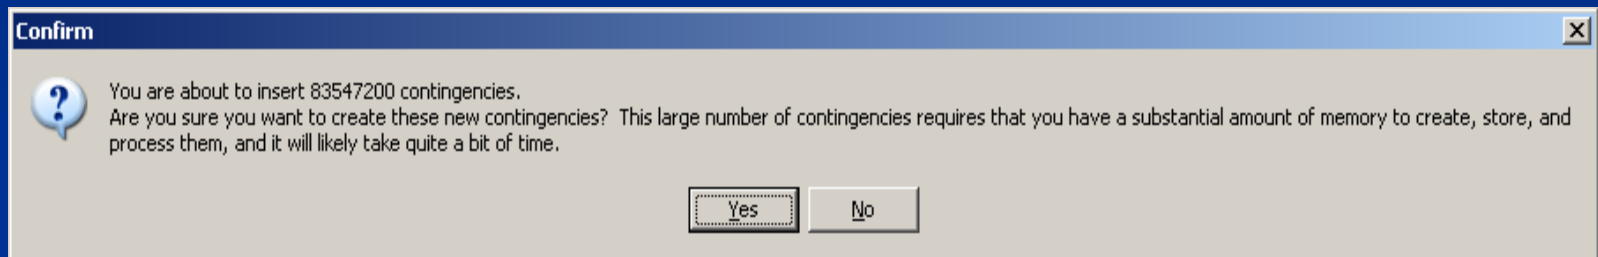 Confirm
You are about to insert 83547200 contingencies.
Are you sure you want to create these new contingencies?  This large number of contingencies requires that you have a substantial amount of memory to create, store, and
process them, and it will likely take quite a bit of time.
Yes No